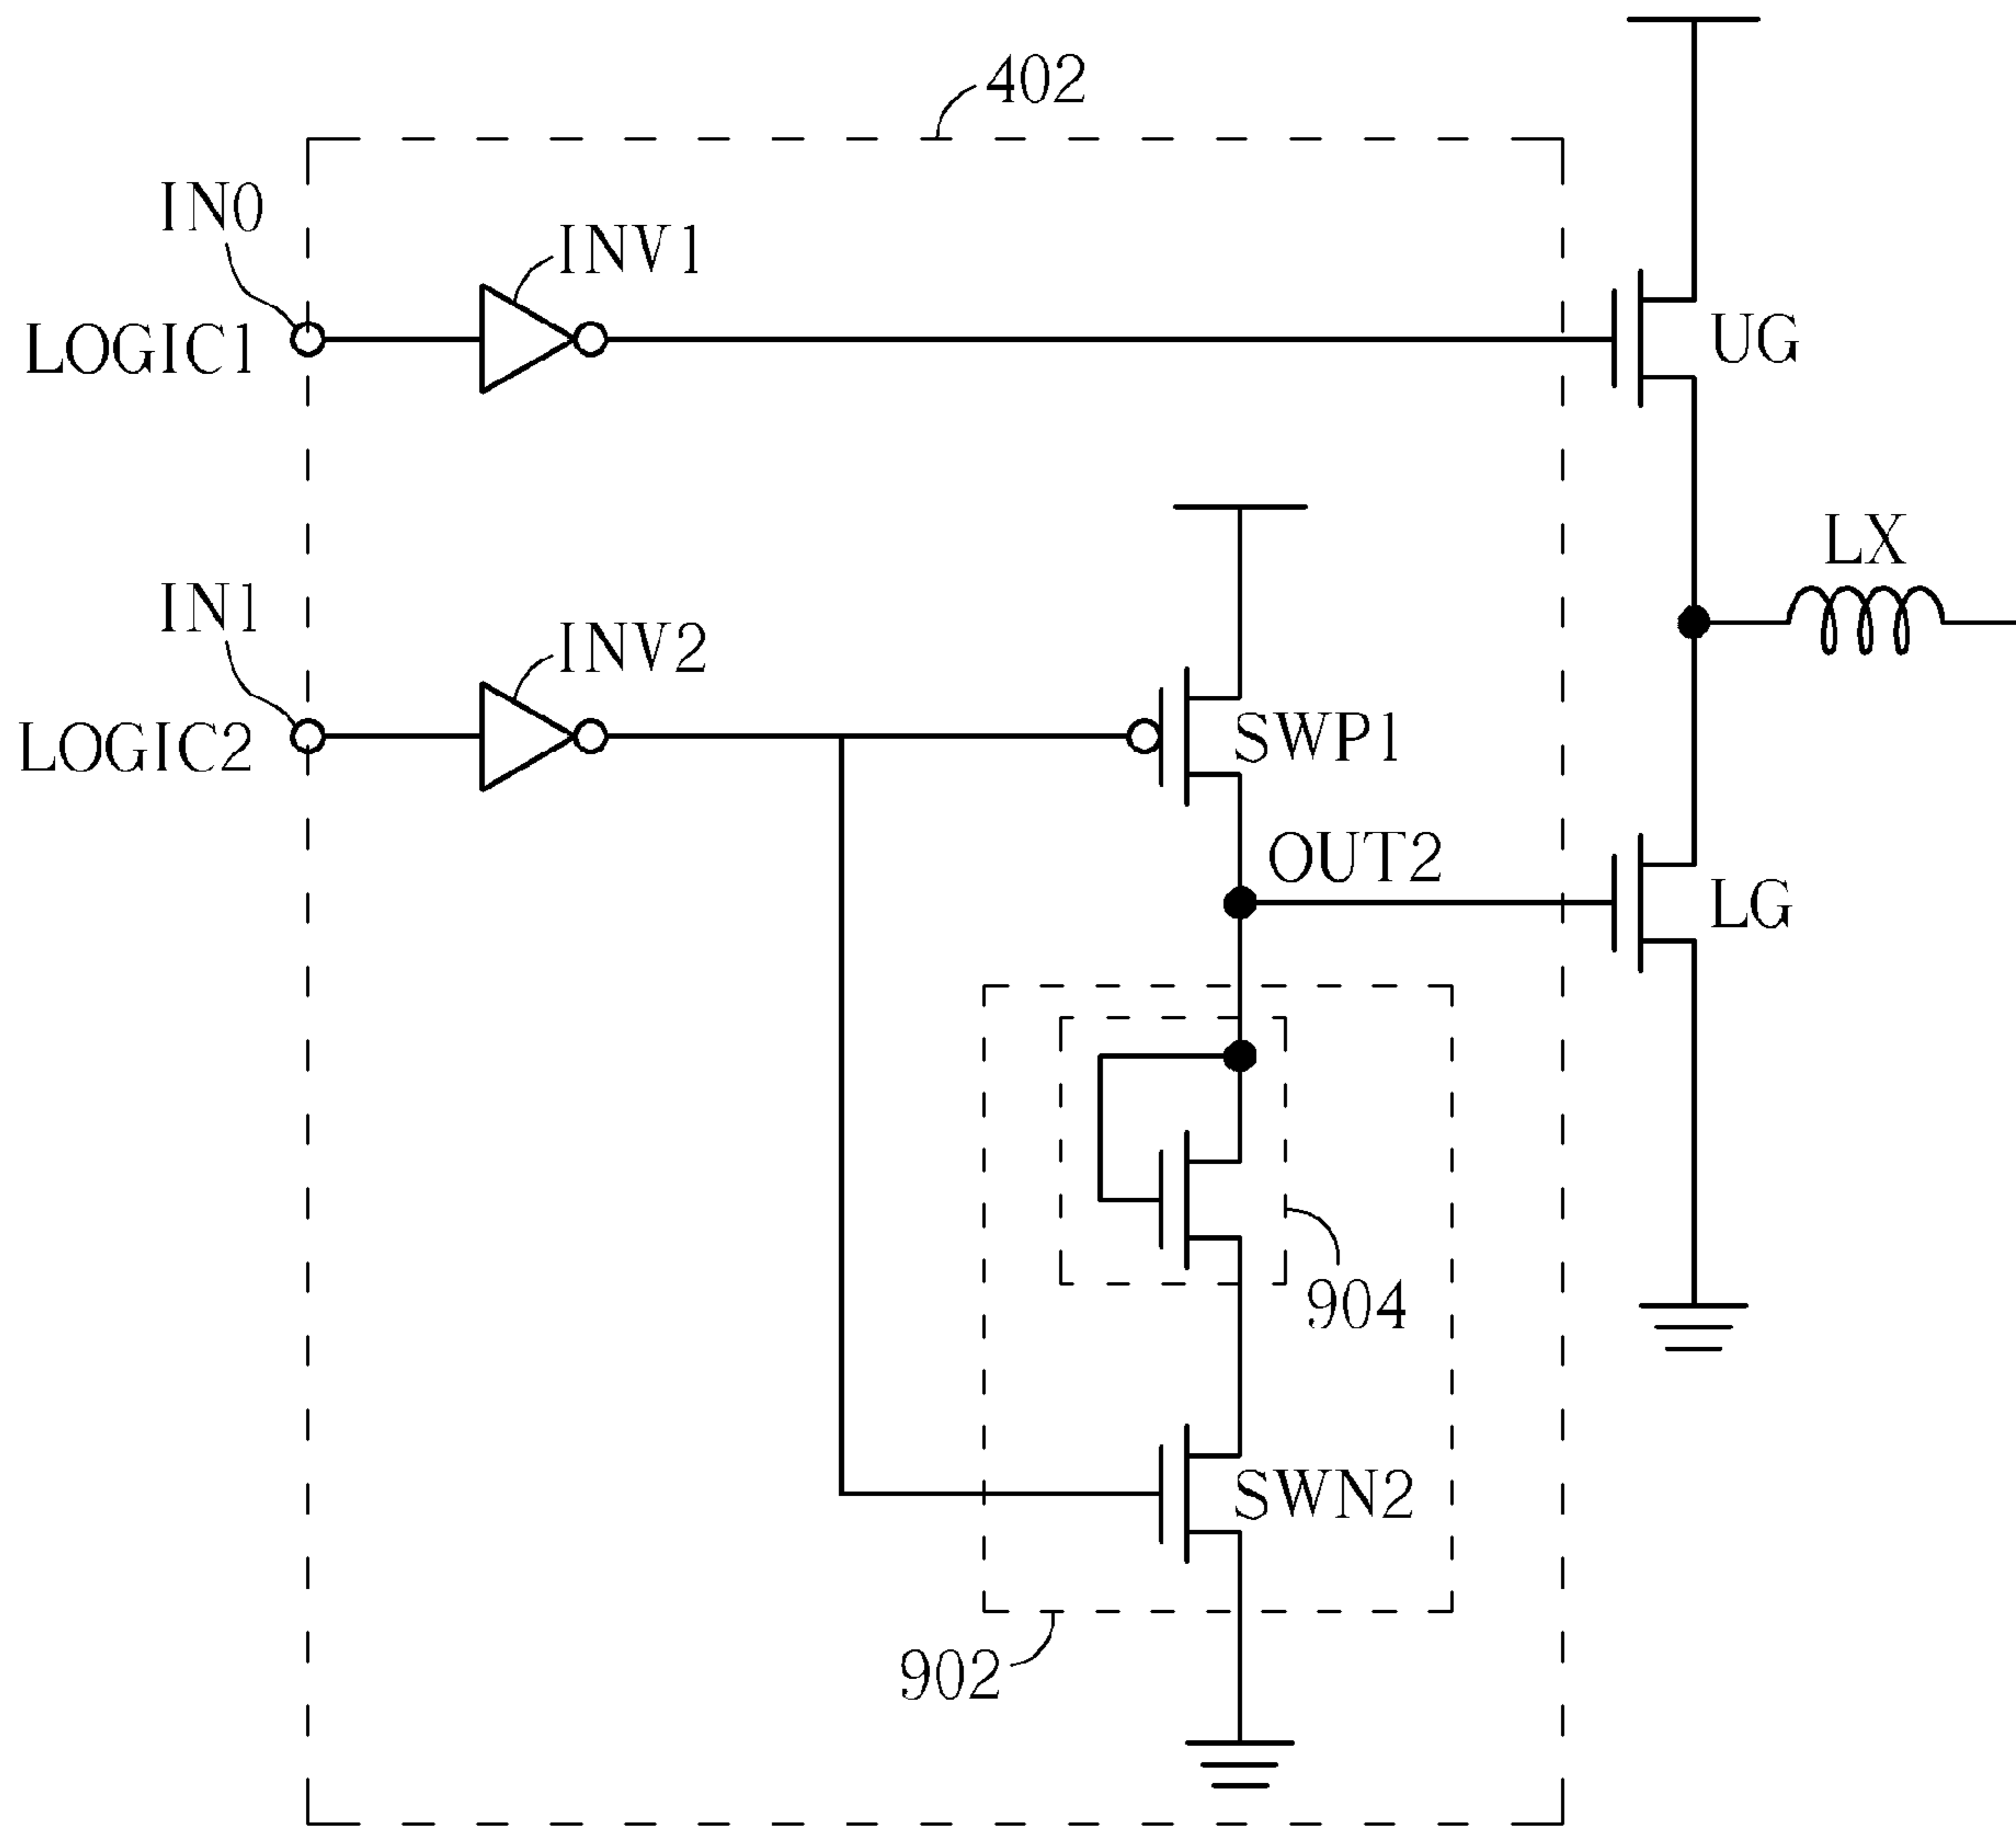 402
IN0
INV1
LOGIC1
UG
LX
IN1
INV2
LOGIC2
SWP1
OUT2
LG
904
SWN2
902